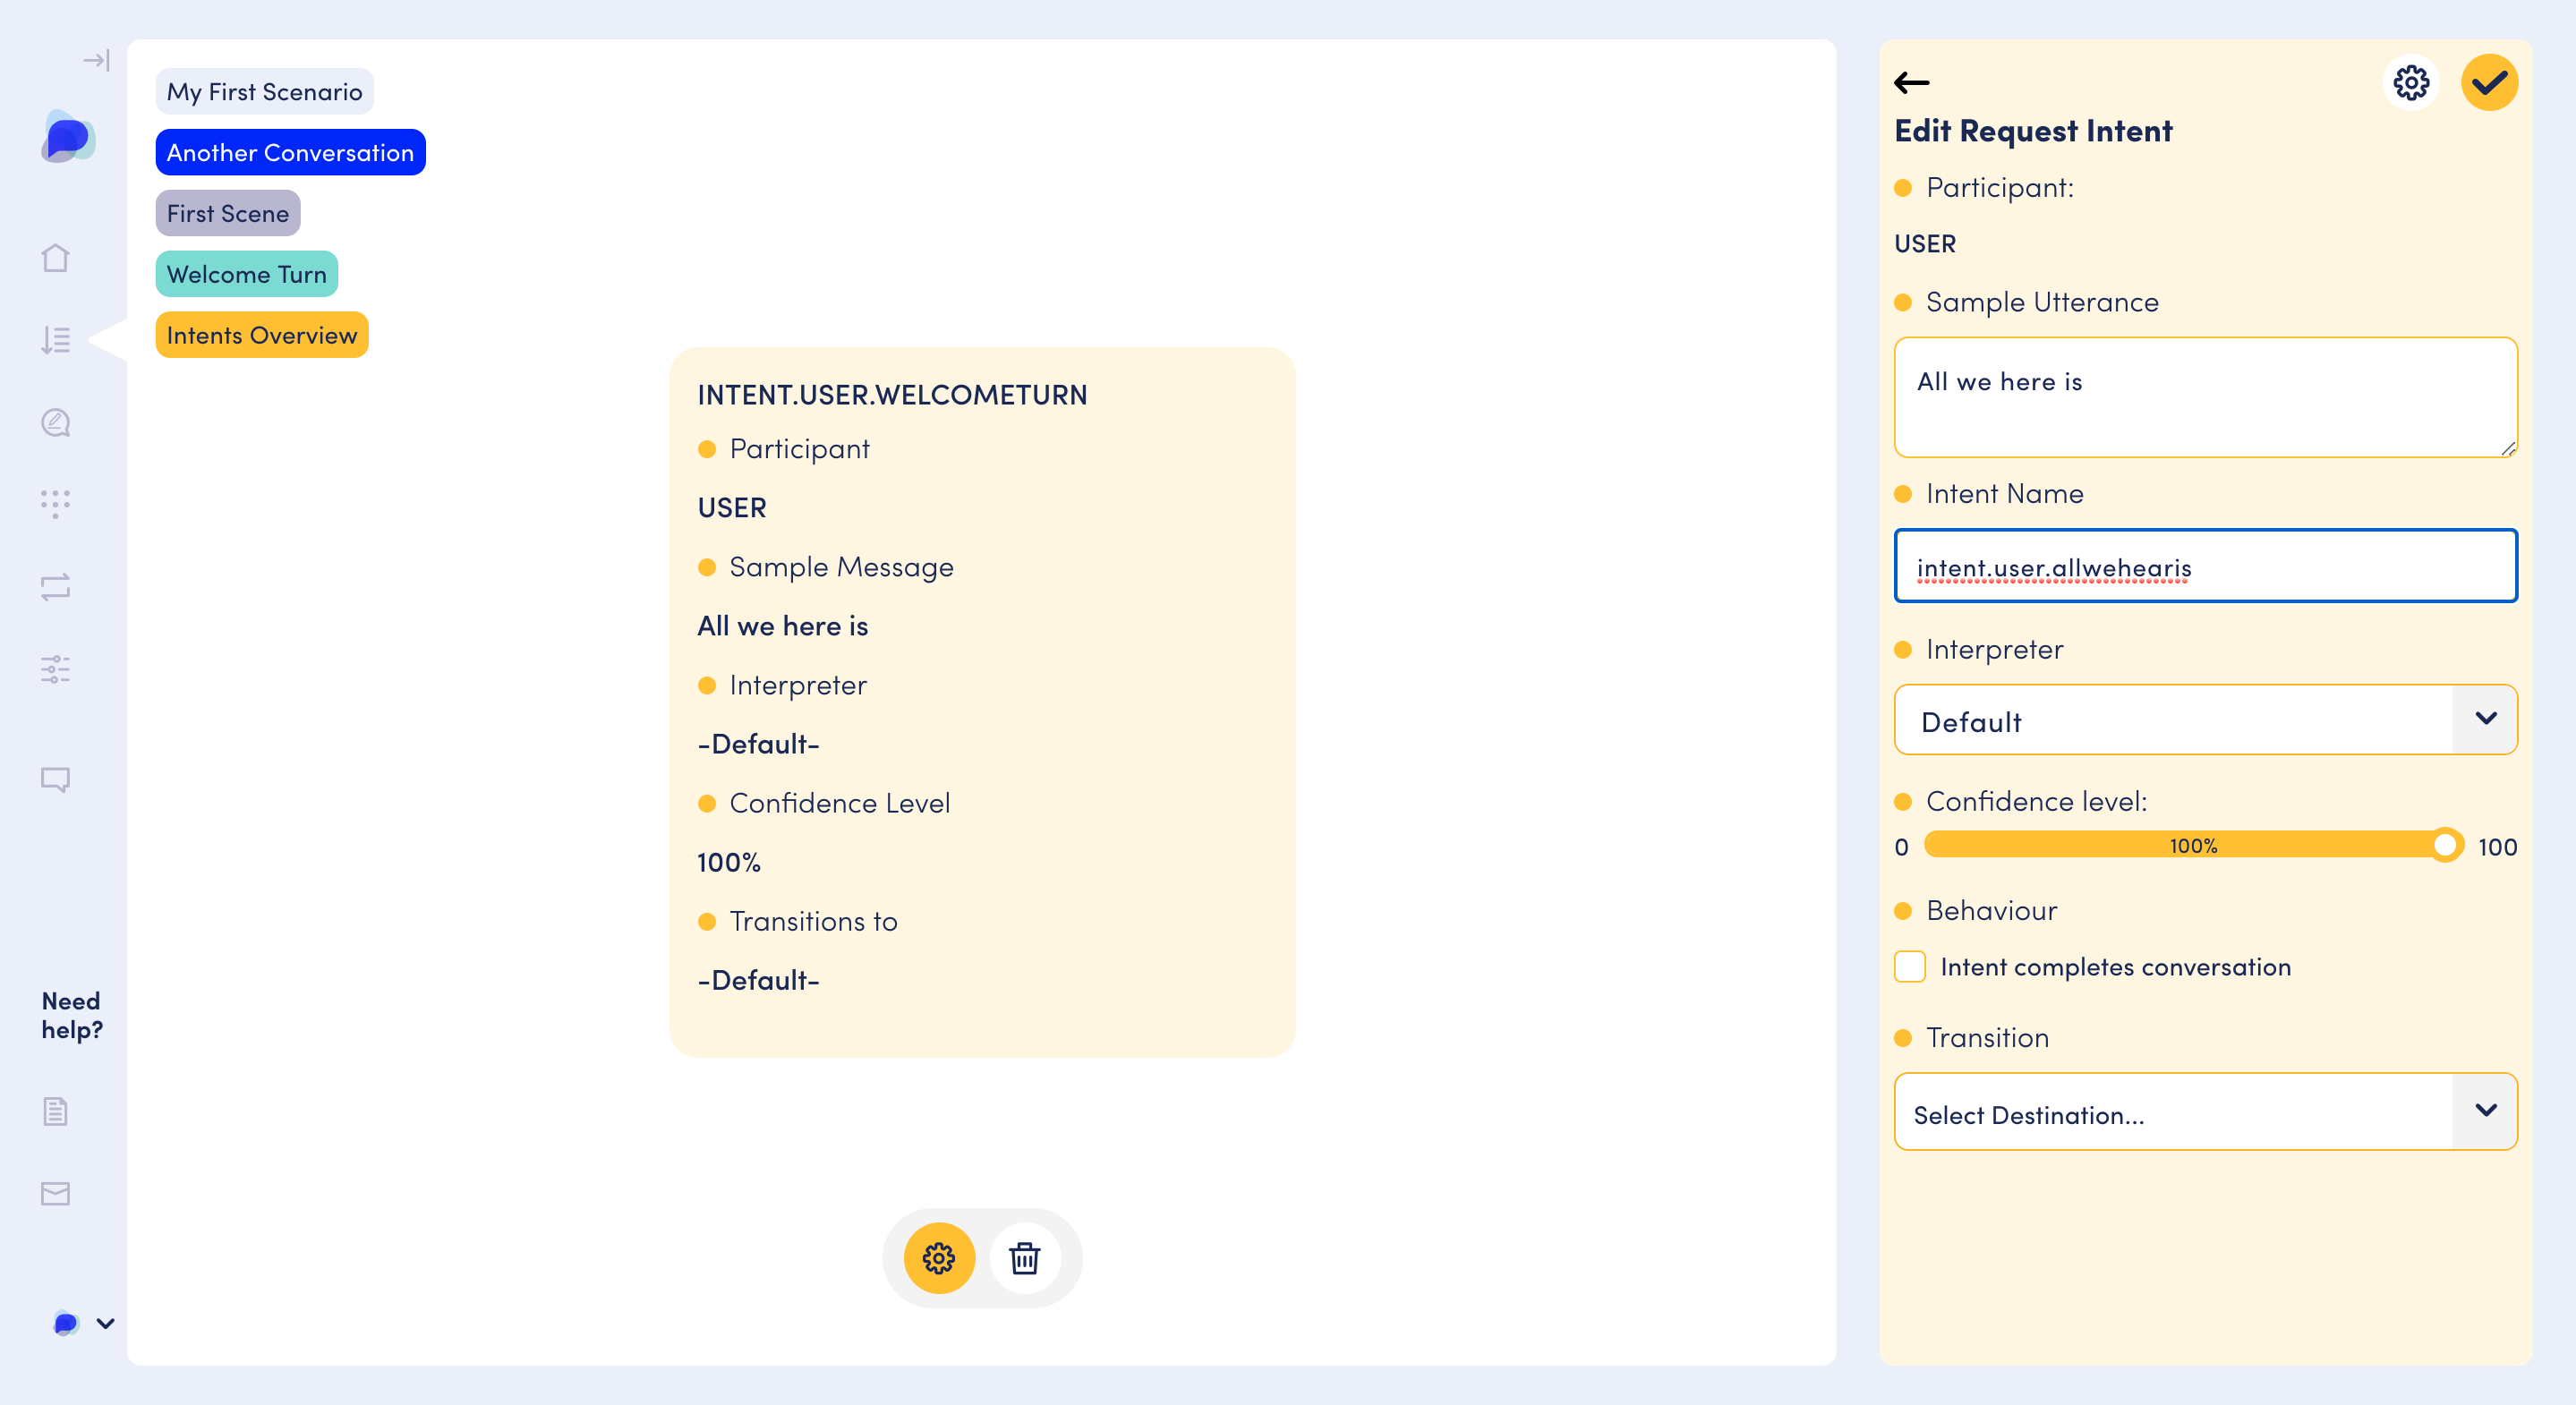 My First Scenario
Another Conversation
First Scene
Welcome Turn
Intents Overview
Need
help?
INTENT.USER.WELCOMETURN
Participant
USER
Sample Message
All we here is
Interpreter
-Default-
Confidence Level
100%
Transitions to
-Default-
Edit Request Intent
Participant:
USER
Sample Utterance
All we here is
Intent Name
intent.user.allwehearis
Interpreter
Default
Confidence level:
0 100% 100
Behaviour
Intent completes conversation
Transition
Select Destination...